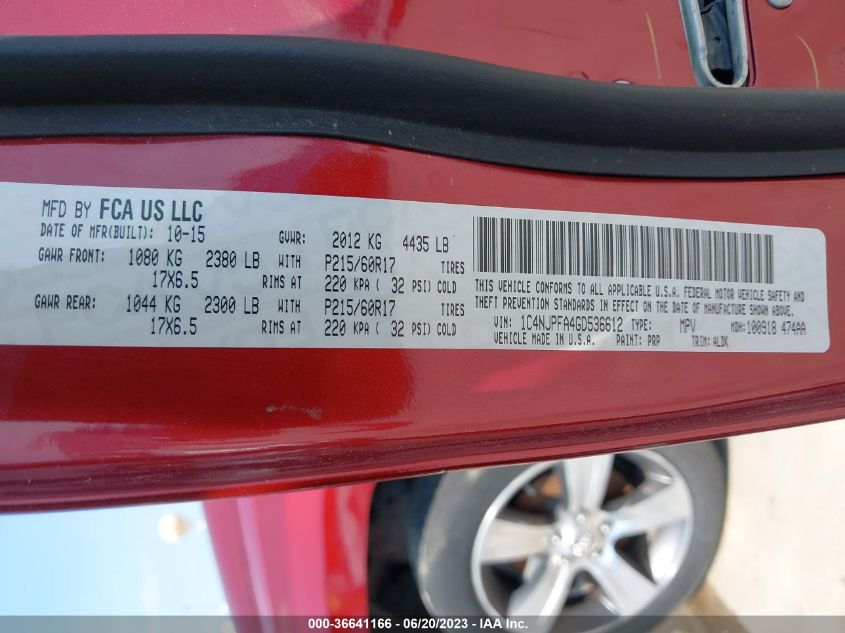 MFD BY FCA US LLC
DATE OF MFR(BUILT): 10-15 GVWR: 2012 KG 4435 LB
GAWR FRONT: 1080 KG 2380 LB WITH P215/60R17 TIRES
17X6.5 RIMS AT 220 KPA ( 32 PSI) COLD
GAWR REAR: 1044 KG 2300 LB WITH P215/60R17 TIRES
17X6.5 RIMS AT 220 KPA ( 32 PSI) COLD
THIS VEHICLE CONFORMS TO ALL APPLICABLE U.S.A. FEDERAL MOTOR VEHICLE SAFETY AND
THEFT PREVENTION STANDARDS IN EFFECT ON THE DATE OF MANUFACTURE SHOWN ABOVE.
VIN: 1C4NJPFA4GD536612 TYPE: MPV MDH: 100918 474AA
VEHICLE MADE IN U.S.A. PAINT: PRP TRIM: ALDK
000-36641166 - 06/20/2023 - IAA Inc.